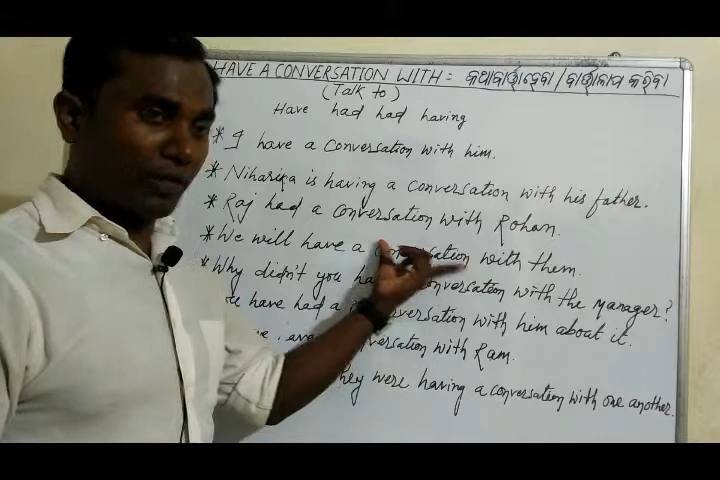 HAVE A CONVERSATION WITH : କଥାବାର୍ତ୍ତା ହେବା / ବାର୍ତ୍ତାଳାପ କରିବା
(Talk to)
Have had had having
* I have a conversation with him.
* Niharika is having a conversation with his father.
* Raj had a conversation with Rohan.
* We will have a conversation with them.
* Why didn't you conversation with the manager?
have had a with him about it.
with Ram.
they were having a conversation with one another.